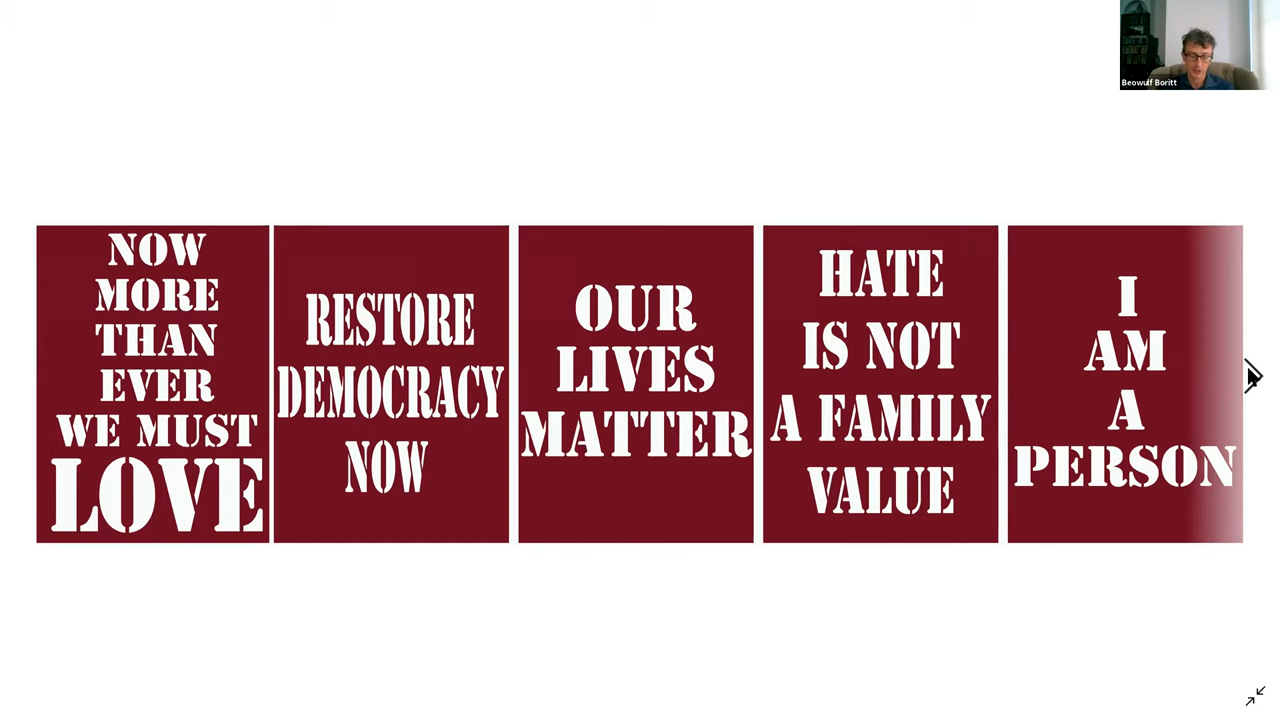 Beowulf Boritt
NOW
MORE
THAN
EVER
WE MUST
LOVE
RESTORE
DEMOCRACY
NOW
OUR
LIVES
MATTER
HATE
IS NOT
A FAMILY
VALUE
I
AM
A
PERSON